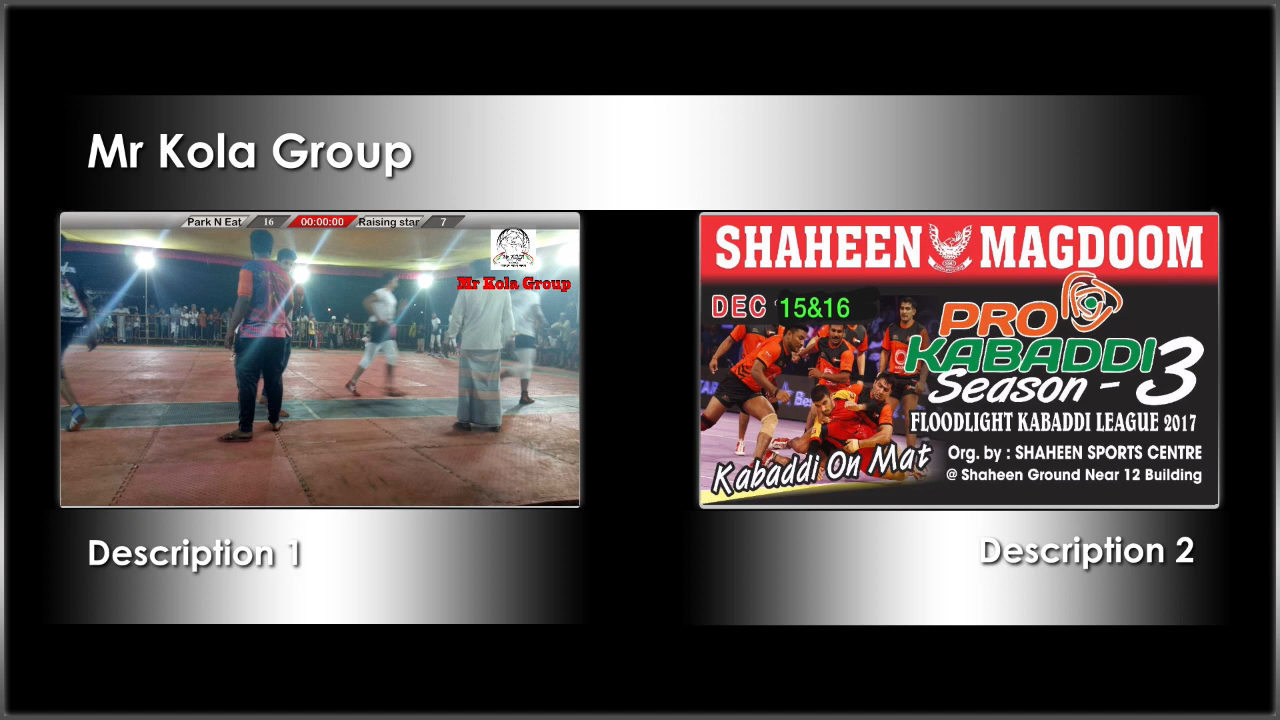 Mr Kola Group
Park N Eat 16 00:00:00 Raising star 7
Mr Kola Group
SHAHEEN MAGDOOM
DEC 15&16
PRO
KABADDI 3
Season -
FLOODLIGHT KABADDI LEAGUE 2017
Org. by : SHAHEEN SPORTS CENTRE
@ Shaheen Ground Near 12 Building
Kabaddi On Mat
Description 1
Description 2